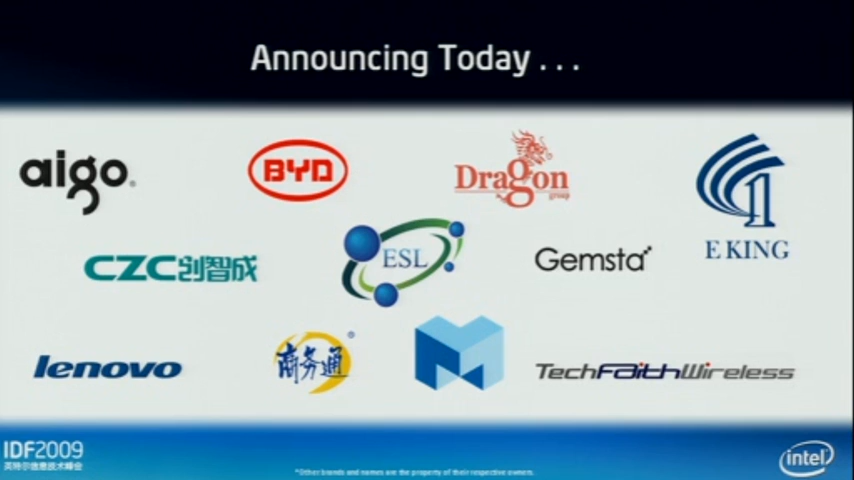 Announcing Today . . .
aigo®
BYD
Dragon
group
1
E KING
CZC创智成
ESL
Gemsta
lenovo
商务通®
M
TechFaithWireless
IDF2009
英特尔信息技术峰会
*Other brands and names are the property of their respective owners.
intel